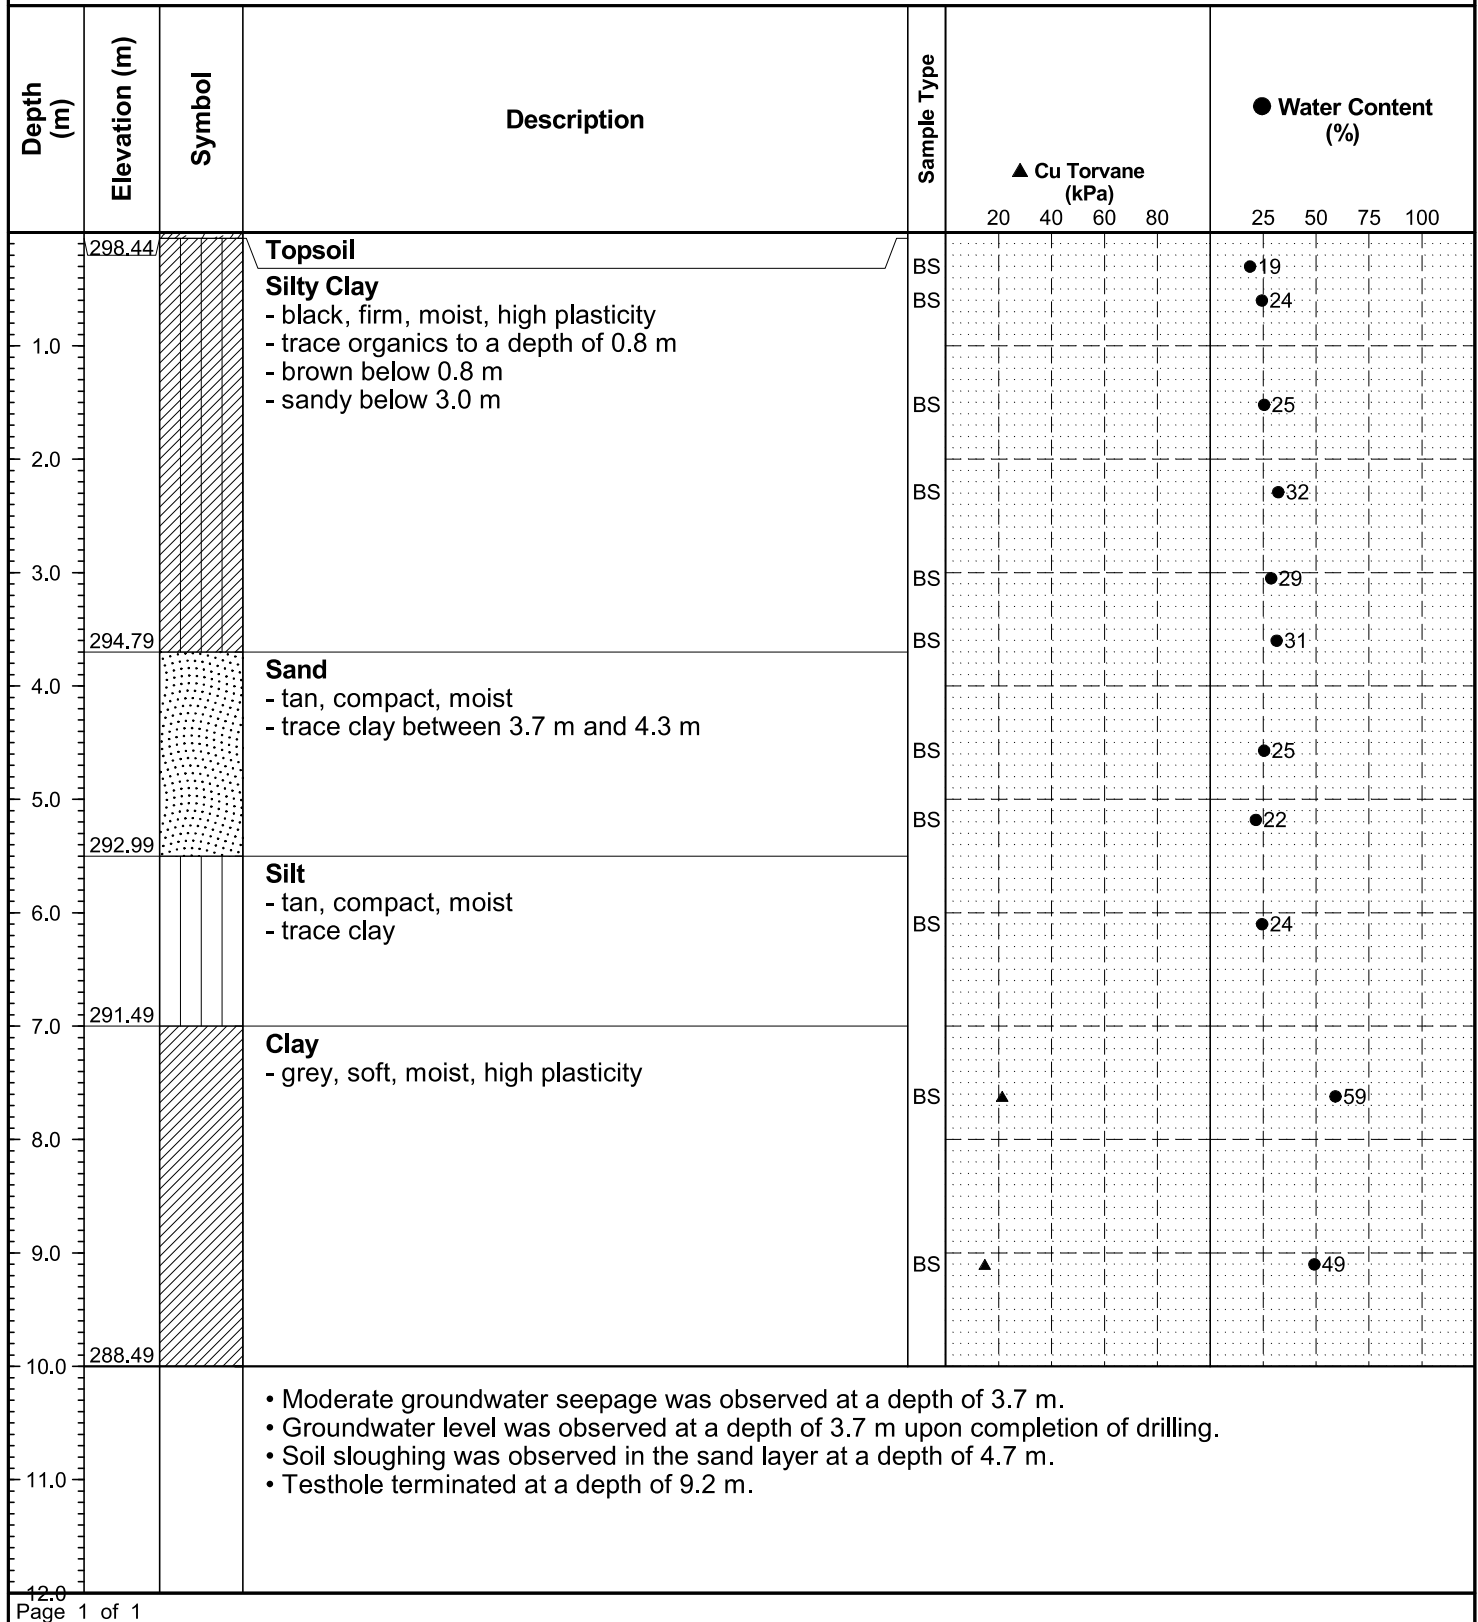 Depth
(m)
Elevation (m)
Symbol
Description
Sample Type
▲ Cu Torvane
(kPa)
20 40 60 80
● Water Content
(%)
25 50 75 100
298.44
Topsoil
BS
19
Silty Clay
BS
24
- black, firm, moist, high plasticity
1.0
- trace organics to a depth of 0.8 m
- brown below 0.8 m
- sandy below 3.0 m
BS
25
2.0
BS
32
3.0
BS
29
294.79
BS
31
Sand
4.0
- tan, compact, moist
- trace clay between 3.7 m and 4.3 m
BS
25
5.0
BS
22
292.99
Silt
- tan, compact, moist
6.0
BS
24
- trace clay
291.49
7.0
Clay
- grey, soft, moist, high plasticity
BS
59
8.0
9.0
BS
49
288.49
10.0
• Moderate groundwater seepage was observed at a depth of 3.7 m.
• Groundwater level was observed at a depth of 3.7 m upon completion of drilling.
• Soil sloughing was observed in the sand layer at a depth of 4.7 m.
11.0
• Testhole terminated at a depth of 9.2 m.
12.0
Page 1 of 1